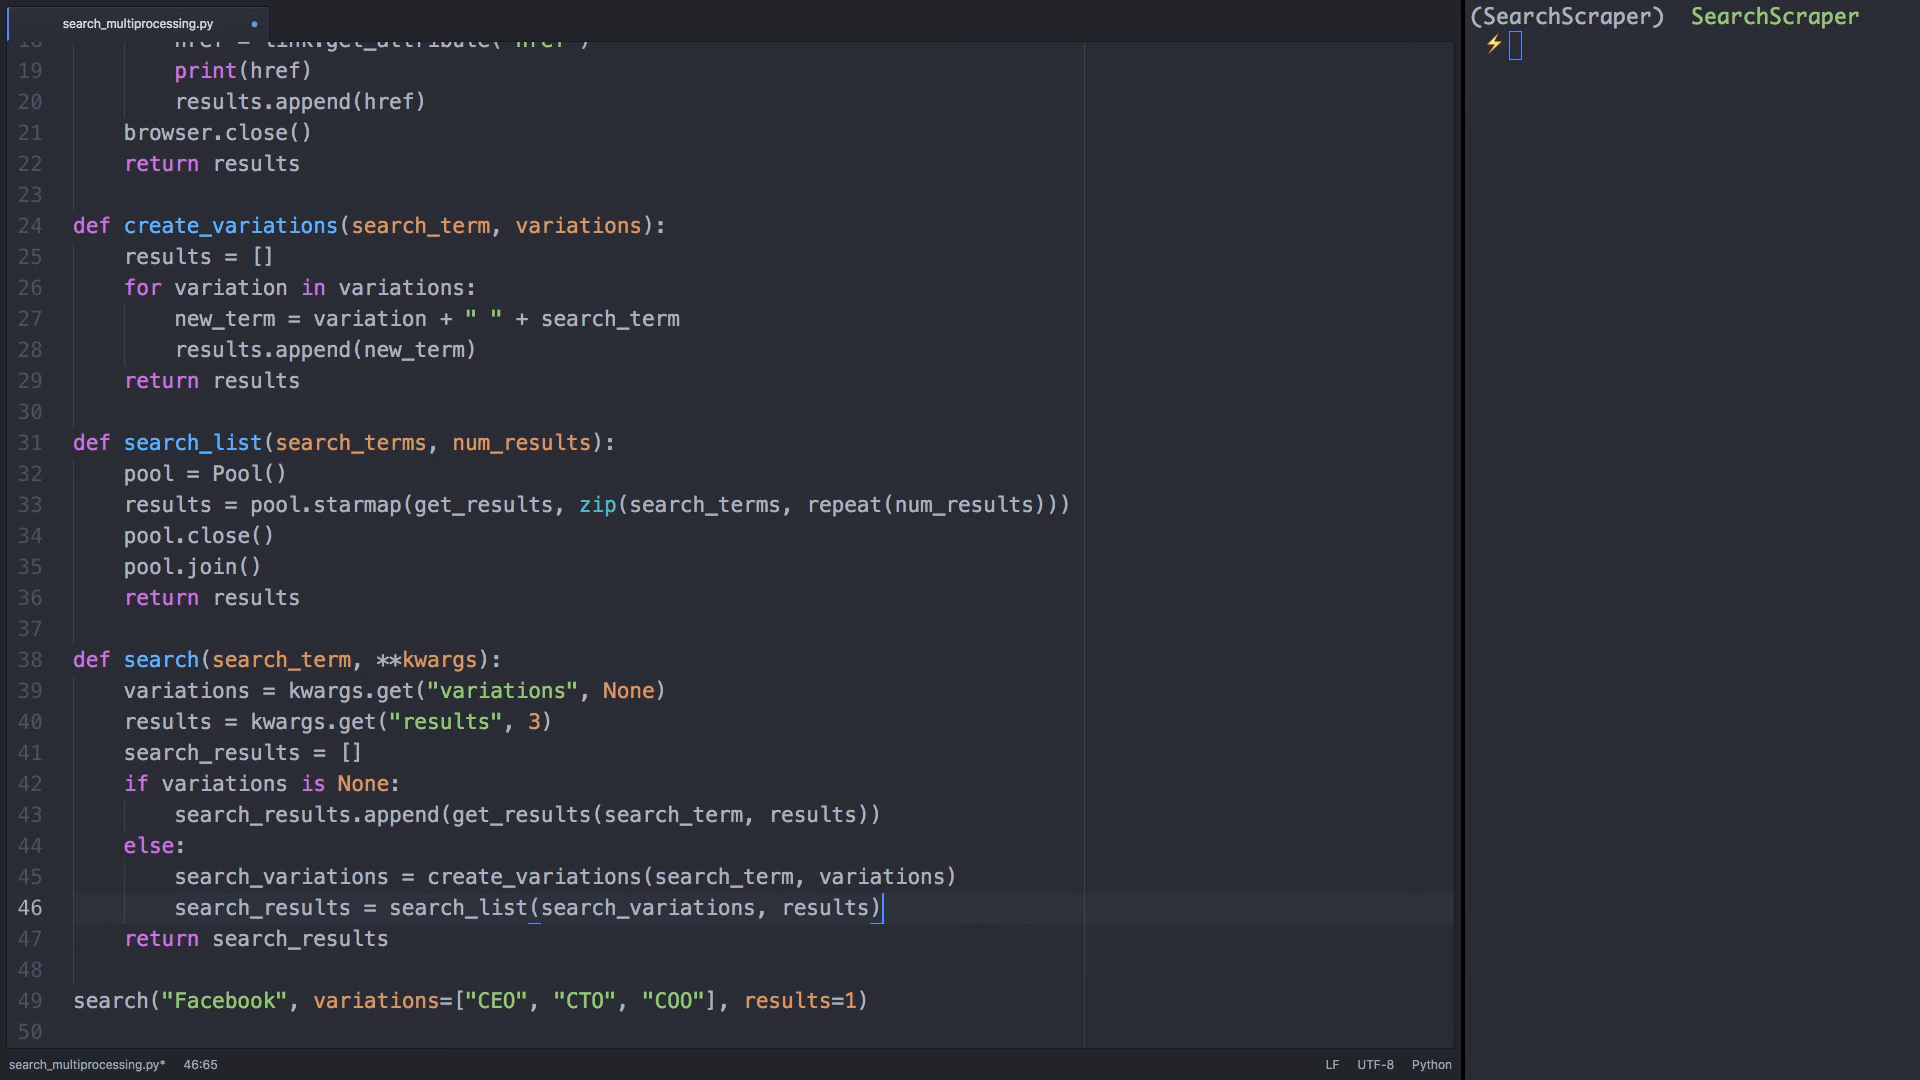 search_multiprocessing.py
(SearchScraper) SearchScraper
⚡
18 href = link.get_attribute("href")
19 print(href)
20 results.append(href)
21 browser.close()
22 return results
23
24 def create_variations(search_term, variations):
25 results = []
26 for variation in variations:
27 new_term = variation + " " + search_term
28 results.append(new_term)
29 return results
30
31 def search_list(search_terms, num_results):
32 pool = Pool()
33 results = pool.starmap(get_results, zip(search_terms, repeat(num_results)))
34 pool.close()
35 pool.join()
36 return results
37
38 def search(search_term, **kwargs):
39 variations = kwargs.get("variations", None)
40 results = kwargs.get("results", 3)
41 search_results = []
42 if variations is None:
43 search_results.append(get_results(search_term, results))
44 else:
45 search_variations = create_variations(search_term, variations)
46 search_results = search_list(search_variations, results)
47 return search_results
48
49 search("Facebook", variations=["CEO", "CTO", "COO"], results=1)
50
search_multiprocessing.py* 46:65 LF UTF-8 Python